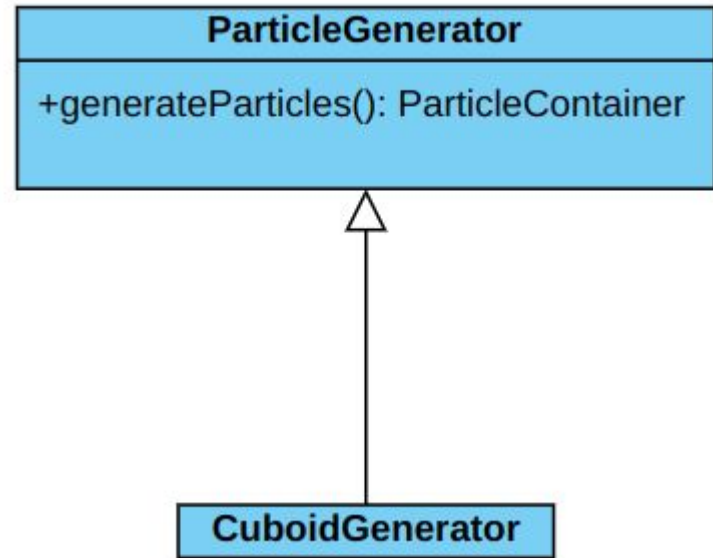 ParticleGenerator
+generateParticles(): ParticleContainer
CuboidGenerator